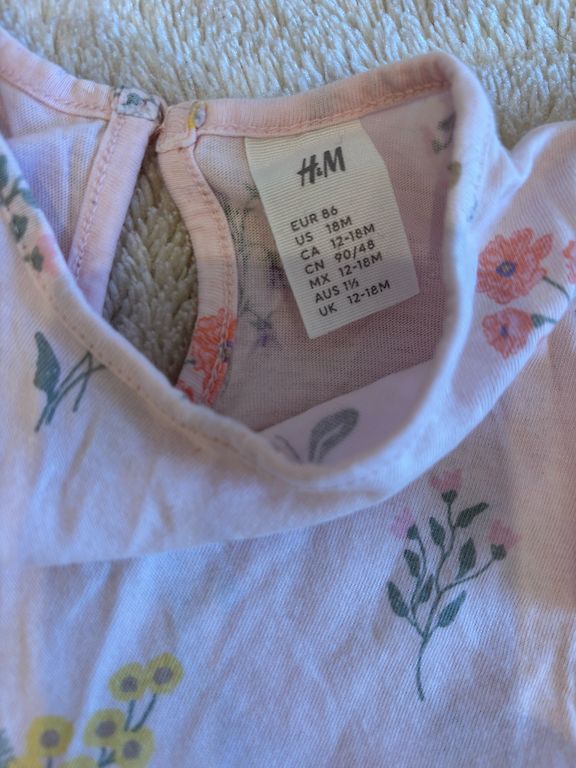 H&M
EUR 86
US 18M
CA 12-18M
CN 90/48
MX 12-18M
AUS 1½
UK 12-18M